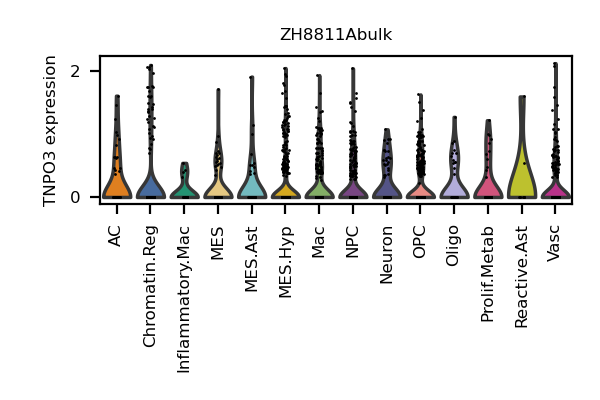 ZH8811Abulk
TNPO3 expression
2
0
AC
Chromatin.Reg
Inflammatory.Mac
MES
MES.Ast
MES.Hyp
Mac
NPC
Neuron
OPC
Oligo
Prolif.Metab
Reactive.Ast
Vasc